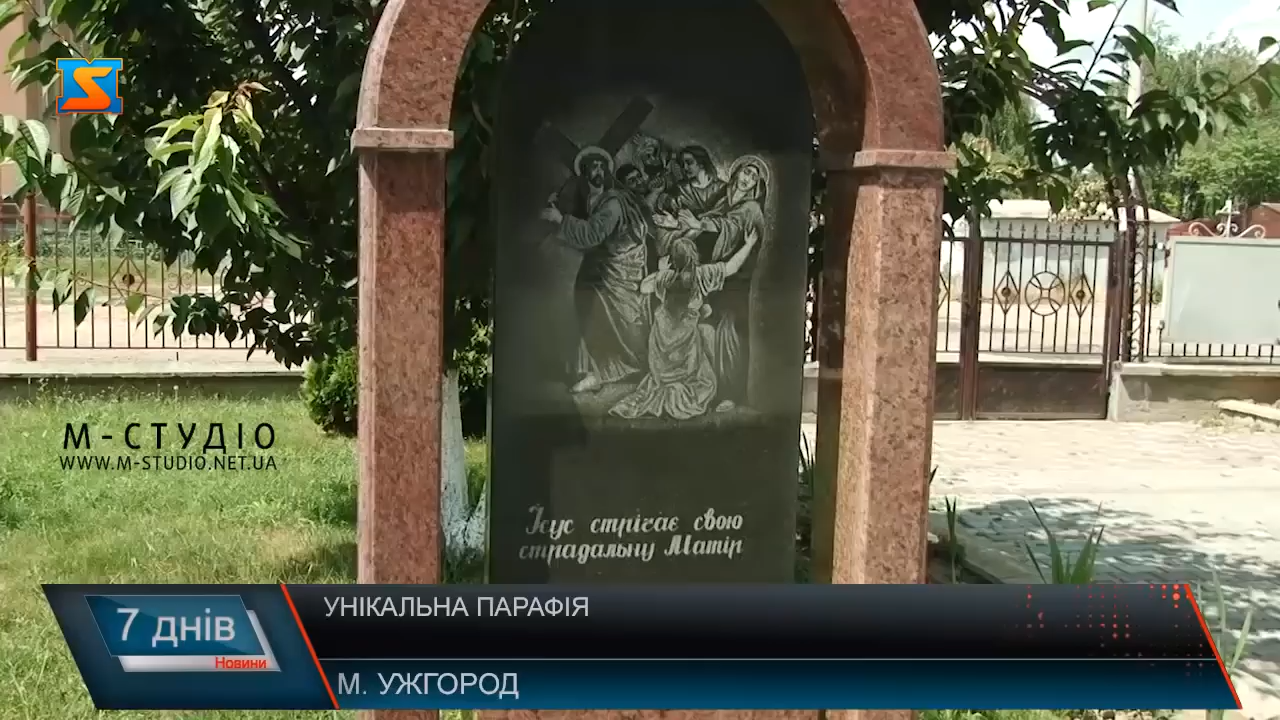 М-СТУДІО
WWW.M-STUDIO.NET.UA
Ісус стрічає свою
страдальну Матір
7 днів
Новини
УНІКАЛЬНА ПАРАФІЯ
М. УЖГОРОД